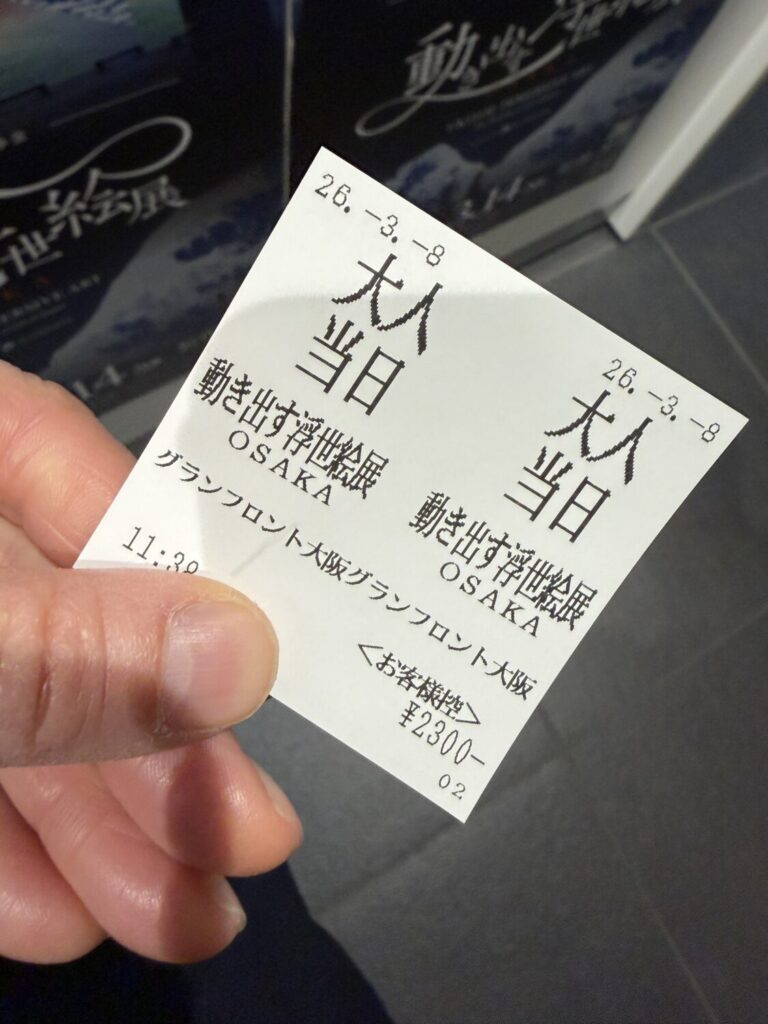 26.-3.-8
大人
当日
動き出す浮世絵展
OSAKA
グランフロント大阪
11:38
26.-3.-8
大人
当日
動き出す浮世絵展
OSAKA
グランフロント大阪
<お客様控>
¥2300-
02
動き出す浮世絵
世絵展